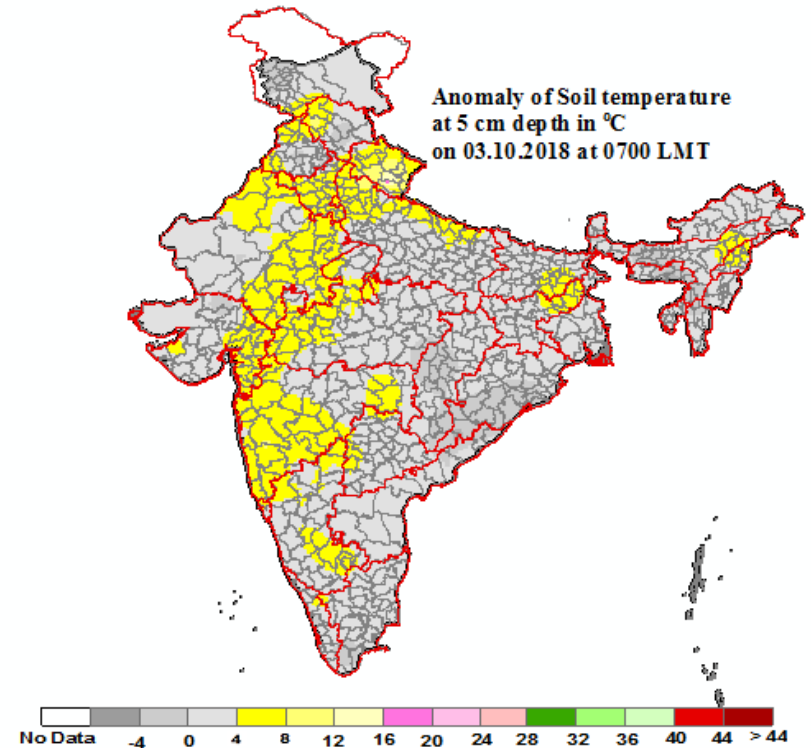 Anomaly of Soil temperature
at 5 cm depth in ⁰C
on 03.10.2018 at 0700 LMT
No Data -4 0 4 8 12 16 20 24 28 32 36 40 44 > 44